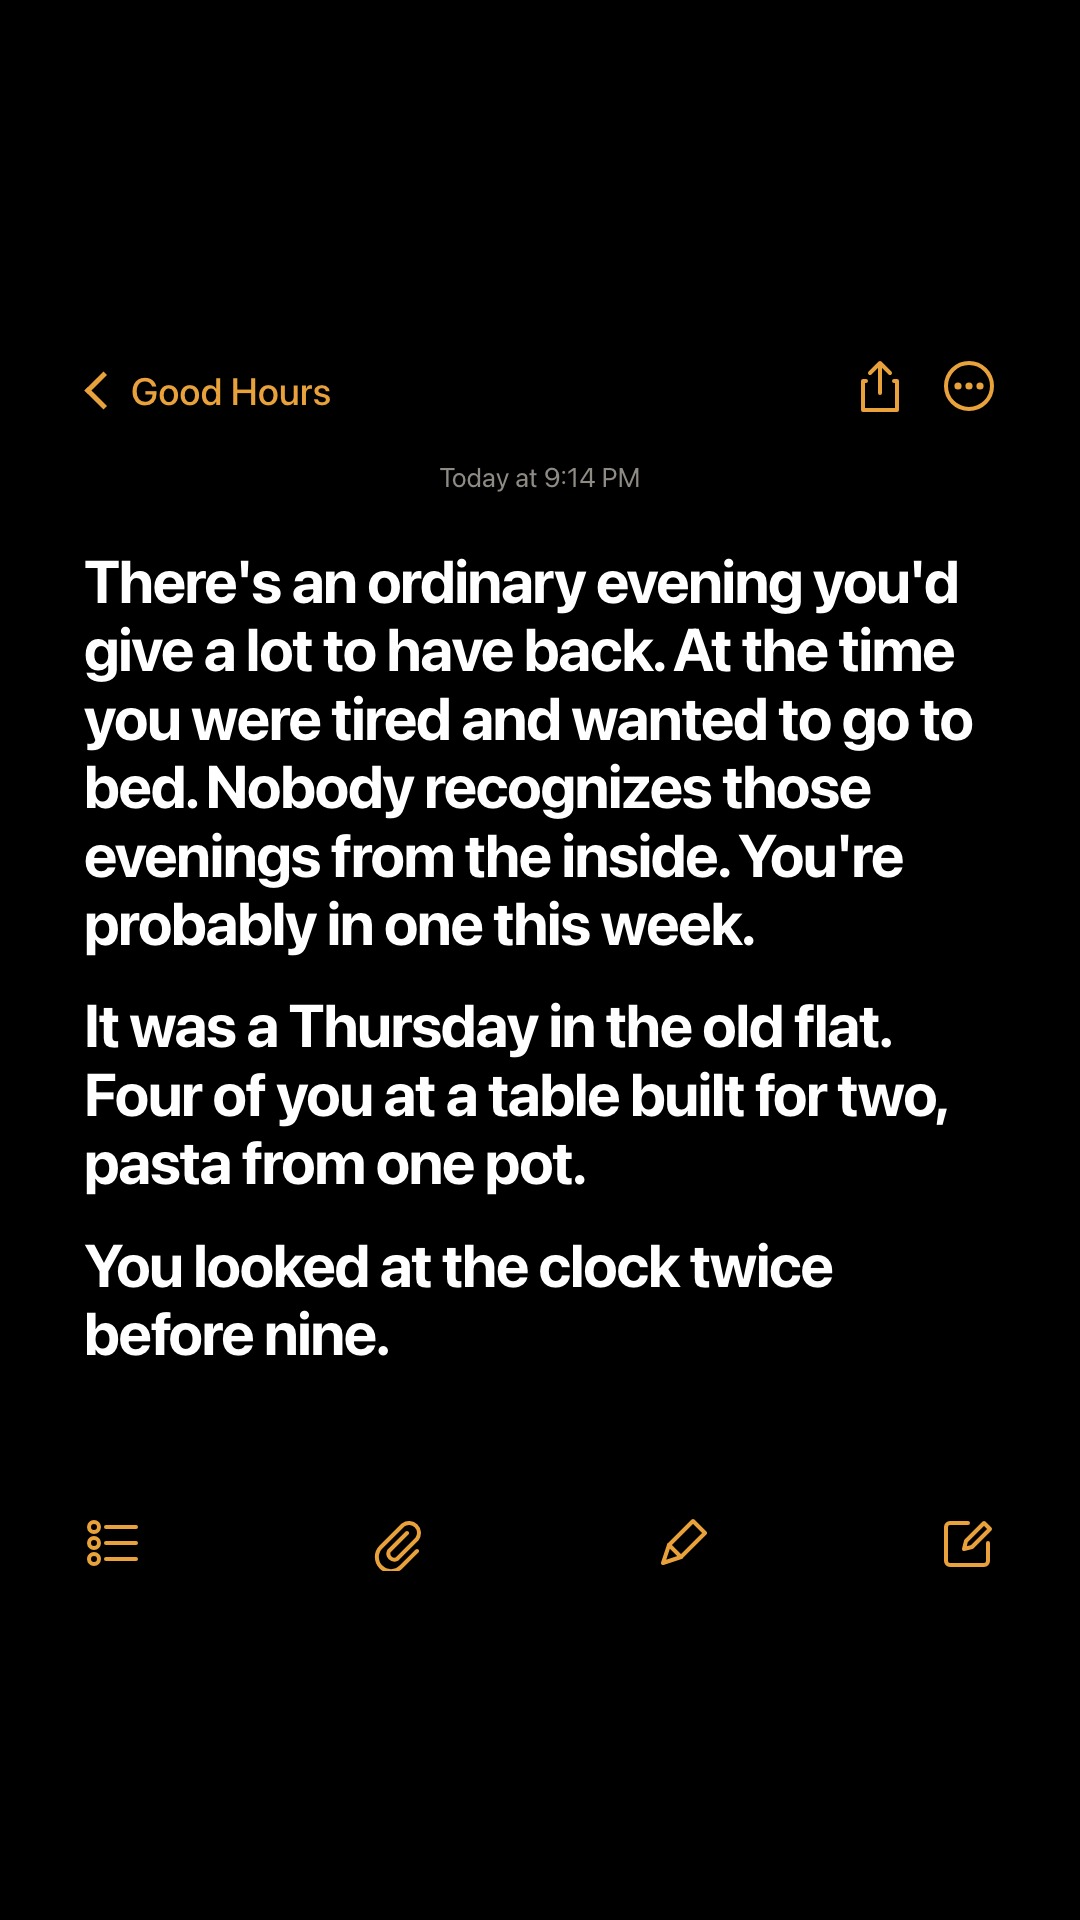 Good Hours
Today at 9:14 PM
There's an ordinary evening you'd
give a lot to have back. At the time
you were tired and wanted to go to
bed. Nobody recognizes those
evenings from the inside. You're
probably in one this week.
It was a Thursday in the old flat.
Four of you at a table built for two,
pasta from one pot.
You looked at the clock twice
before nine.